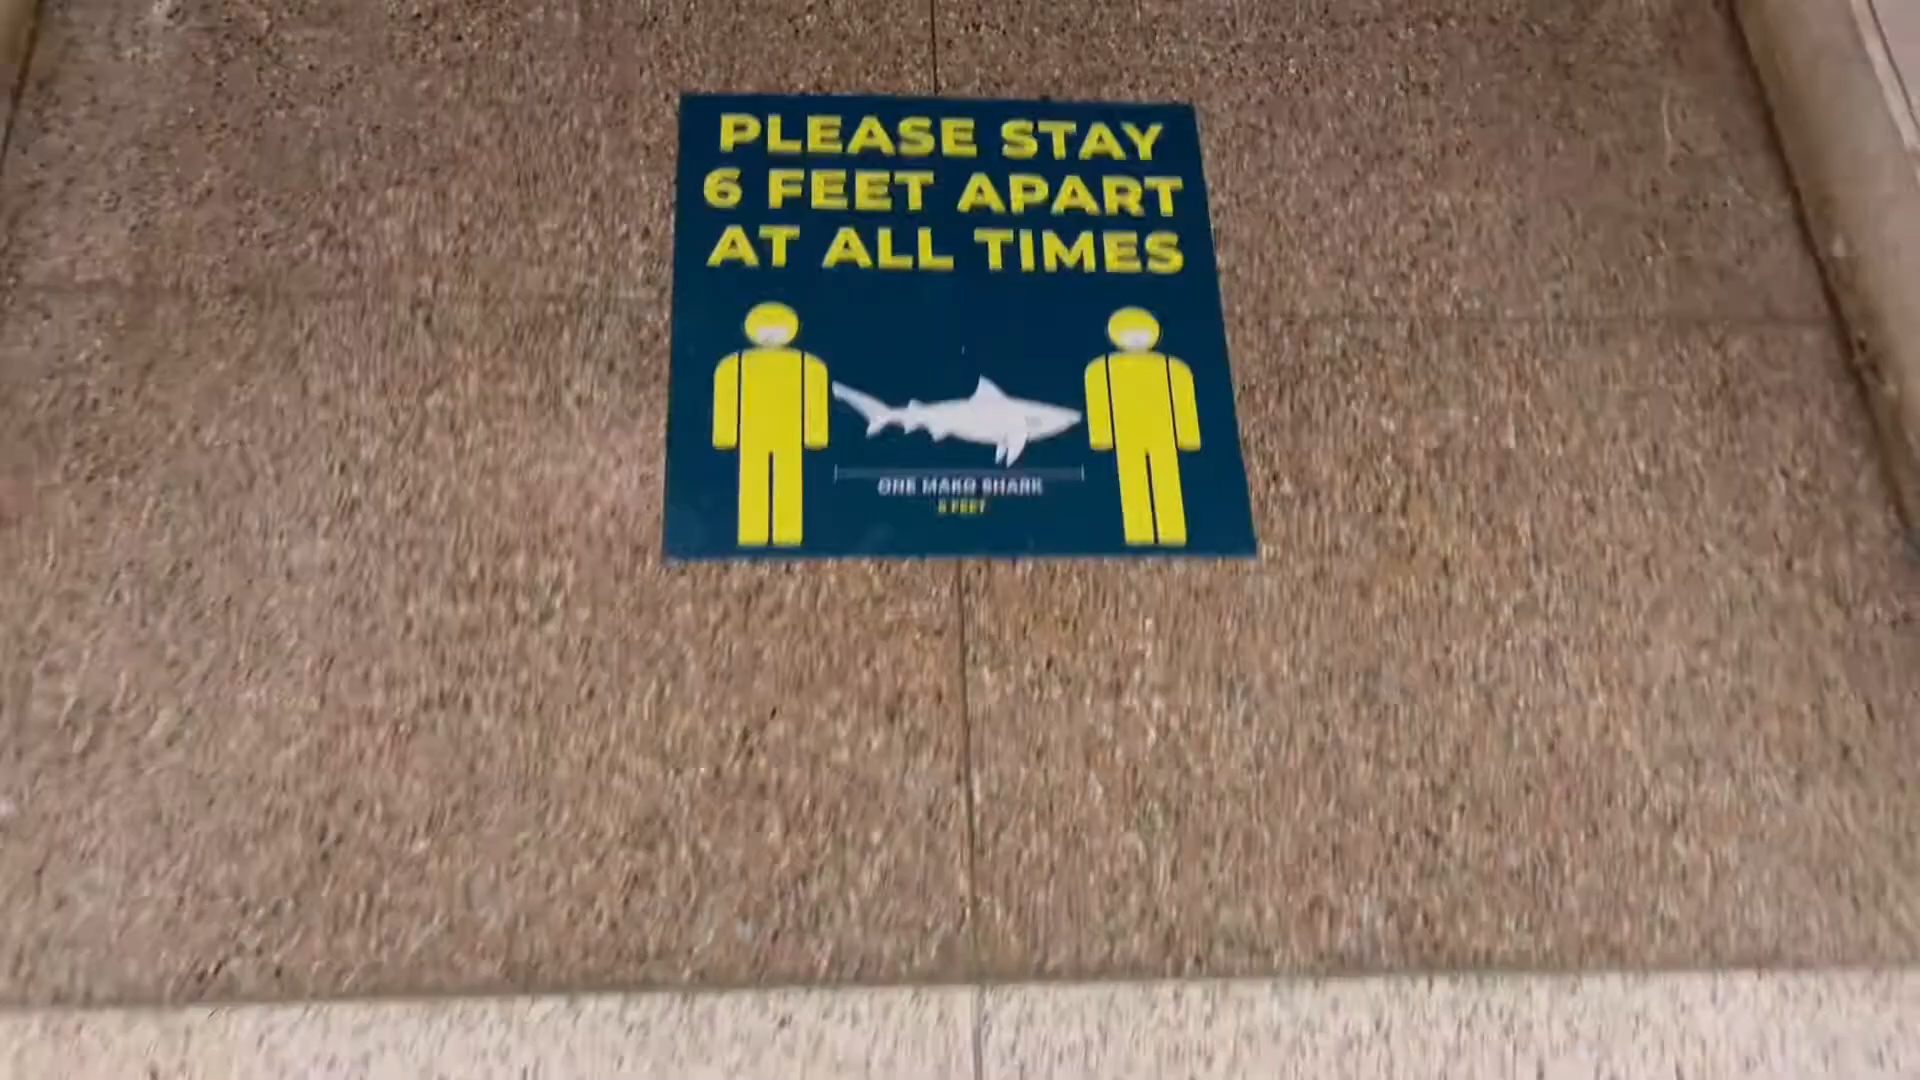 PLEASE STAY
6 FEET APART
AT ALL TIMES
ONE MAKO SHARK
6 FEET